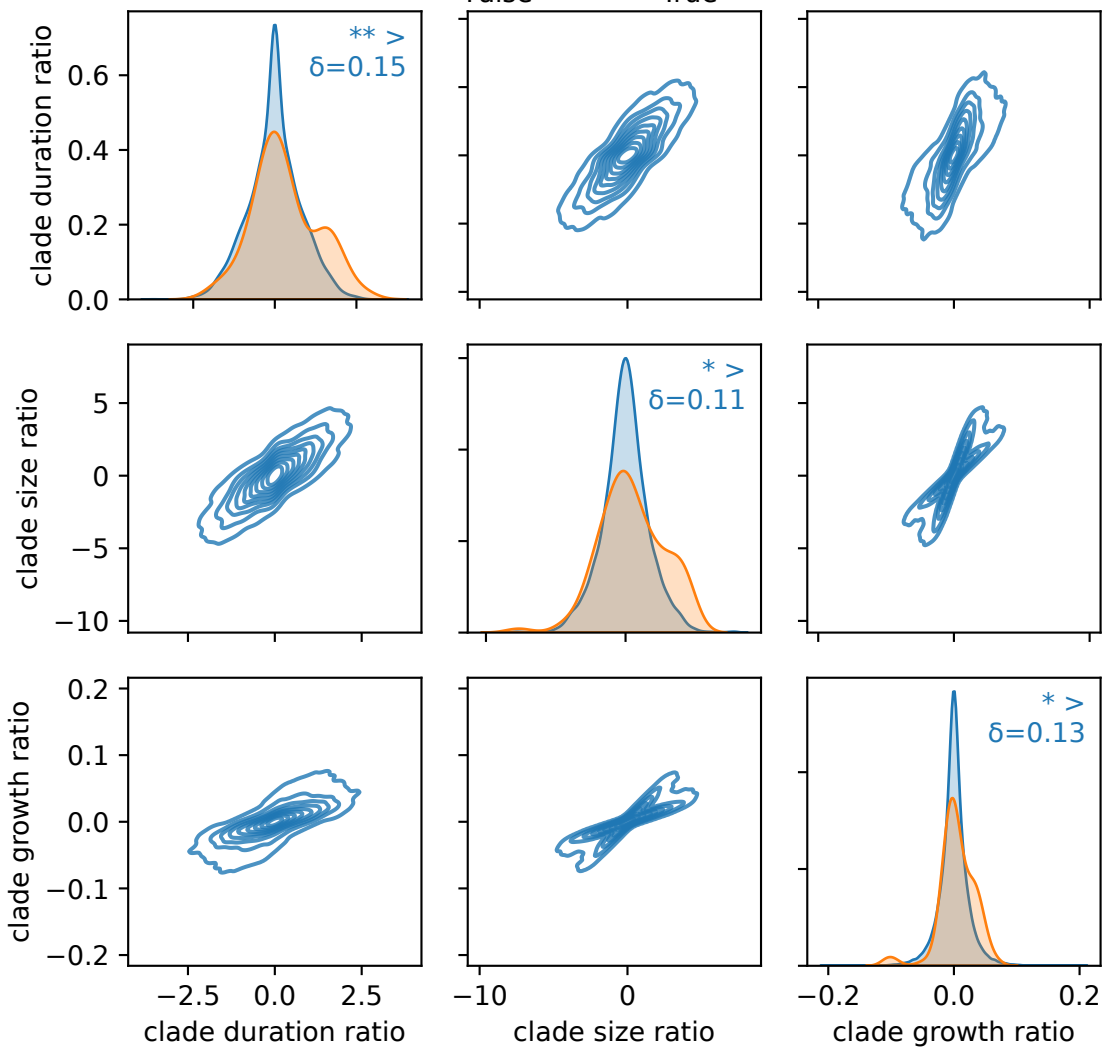 ** >
δ=0.15
clade duration ratio
0.6
0.4
0.2
0.0
* >
δ=0.11
clade size ratio
5
0
−5
−10
* >
δ=0.13
clade growth ratio
0.2
0.1
0.0
−0.1
−0.2
−2.5 0.0 2.5
−10 0
−0.2 0.0 0.2
clade duration ratio
clade size ratio
clade growth ratio